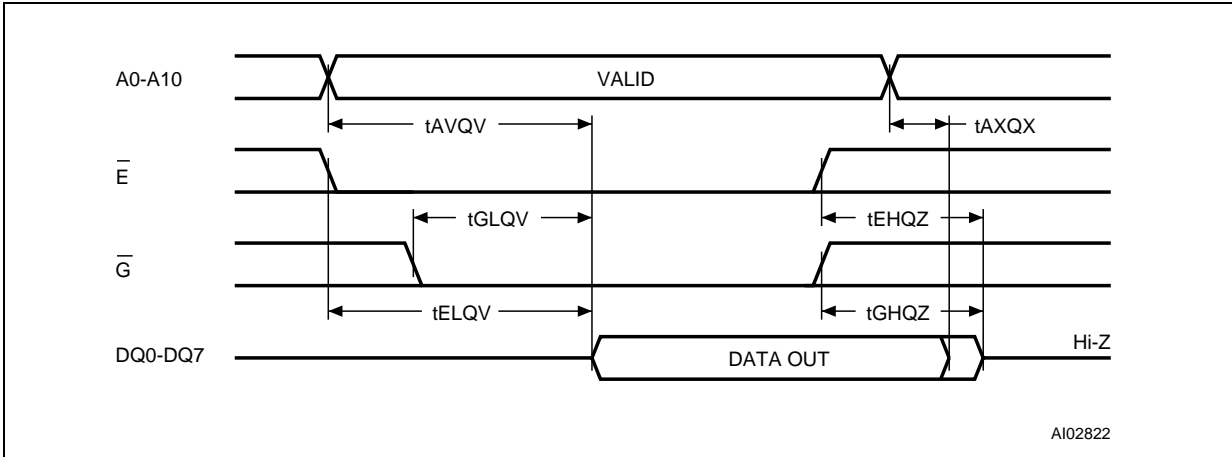 A0-A10
VALID
tAVQV
tAXQX
E̅
tGLQV
tEHQZ
G̅
tELQV
tGHQZ
DQ0-DQ7
DATA OUT
Hi-Z
AI02822